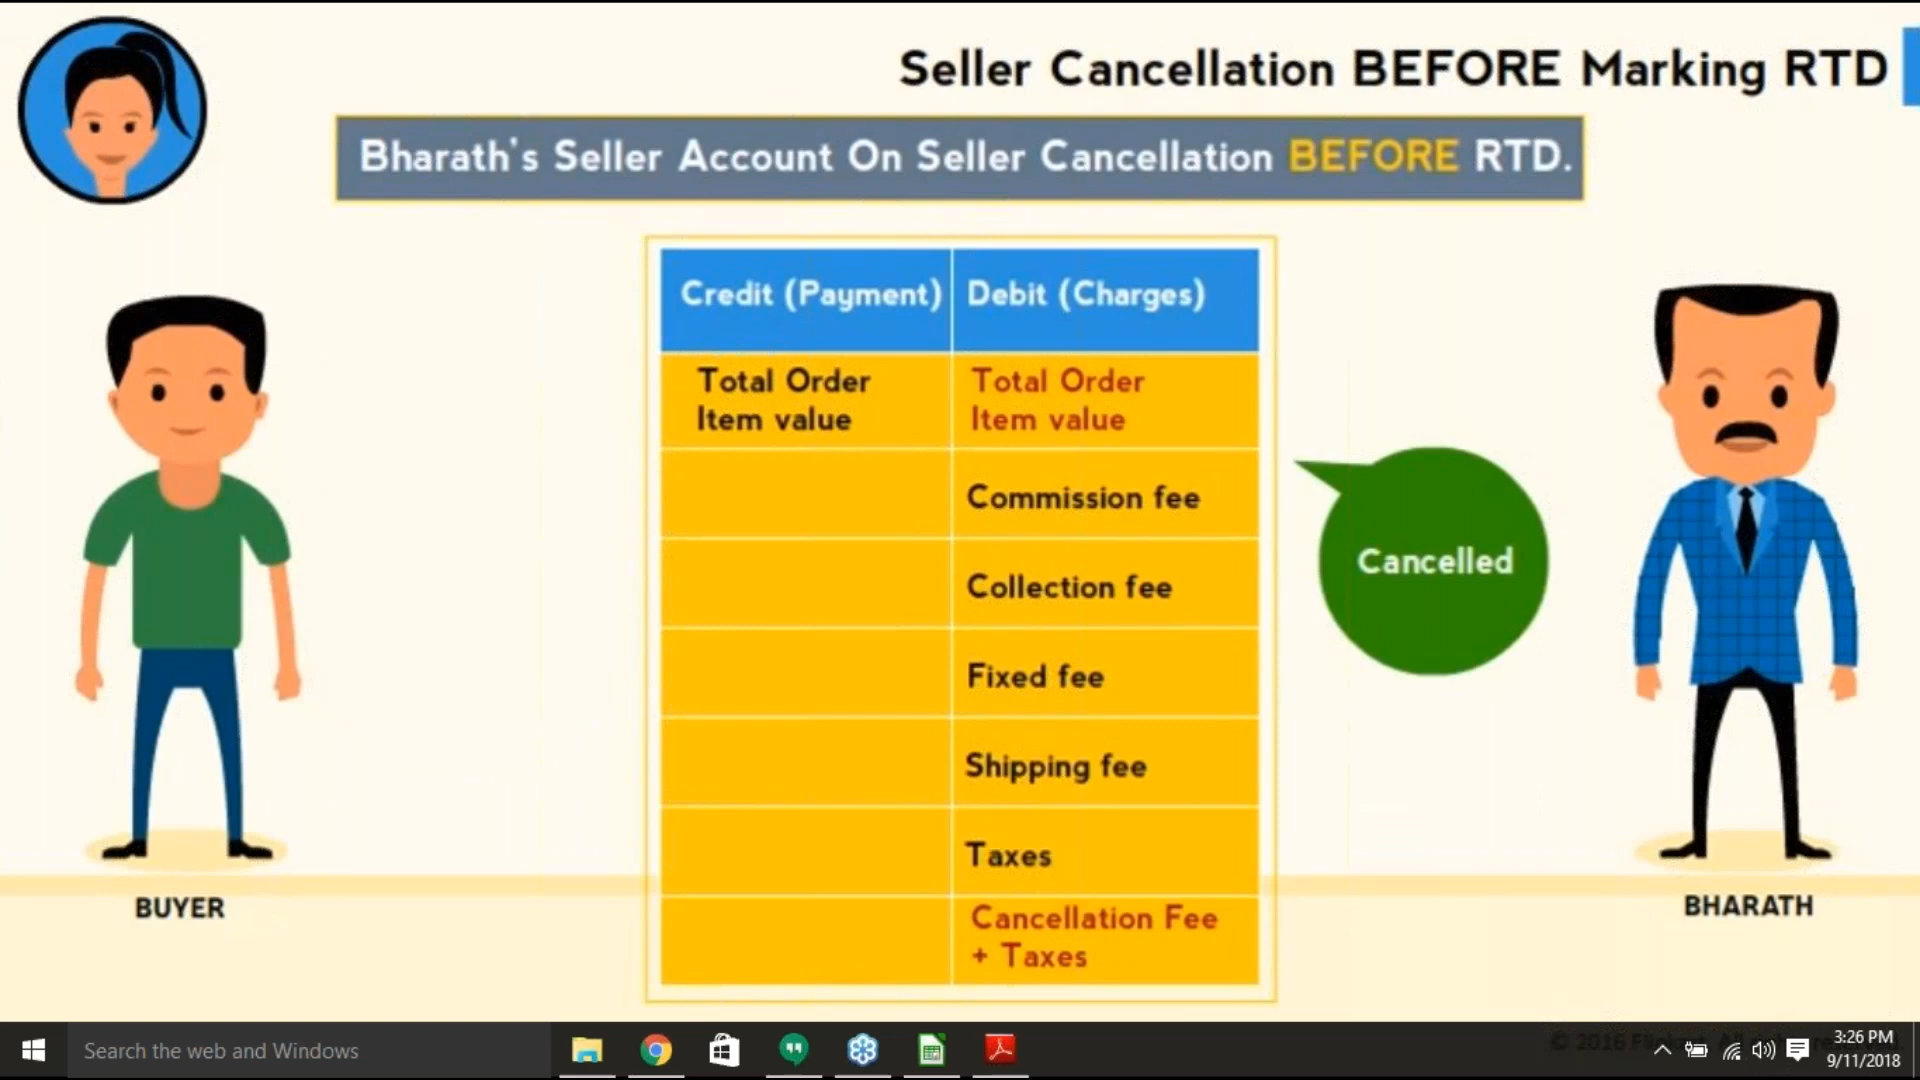 Seller Cancellation BEFORE Marking RTD
Bharath's Seller Account On Seller Cancellation BEFORE RTD.
Credit (Payment) Debit (Charges)
Total Order
Item value
Total Order
Item value
Commission fee
Collection fee
Fixed fee
Shipping fee
Taxes
Cancellation Fee
+ Taxes
Cancelled
BUYER
BHARATH
Search the web and Windows
© 2016
3:26 PM
9/11/2018